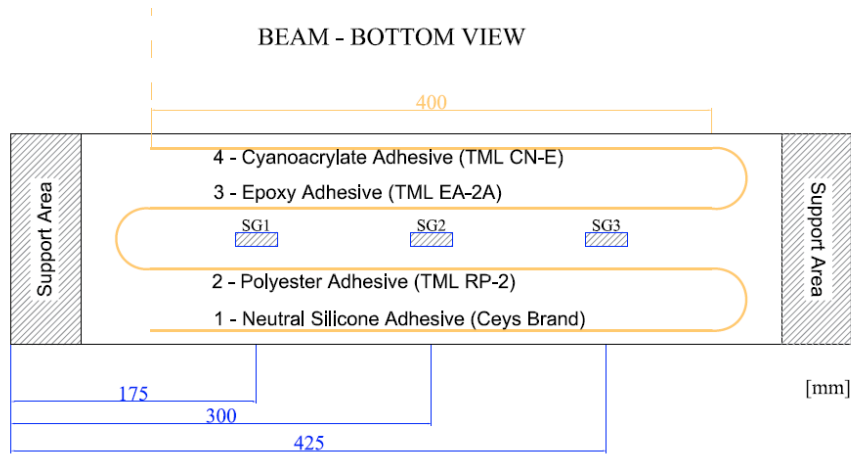 BEAM - BOTTOM VIEW
400
4 - Cyanoacrylate Adhesive (TML CN-E)
3 - Epoxy Adhesive (TML EA-2A)
Support Area
SG1
SG2
SG3
Support Area
2 - Polyester Adhesive (TML RP-2)
1 - Neutral Silicone Adhesive (Ceys Brand)
175
[mm]
300
425